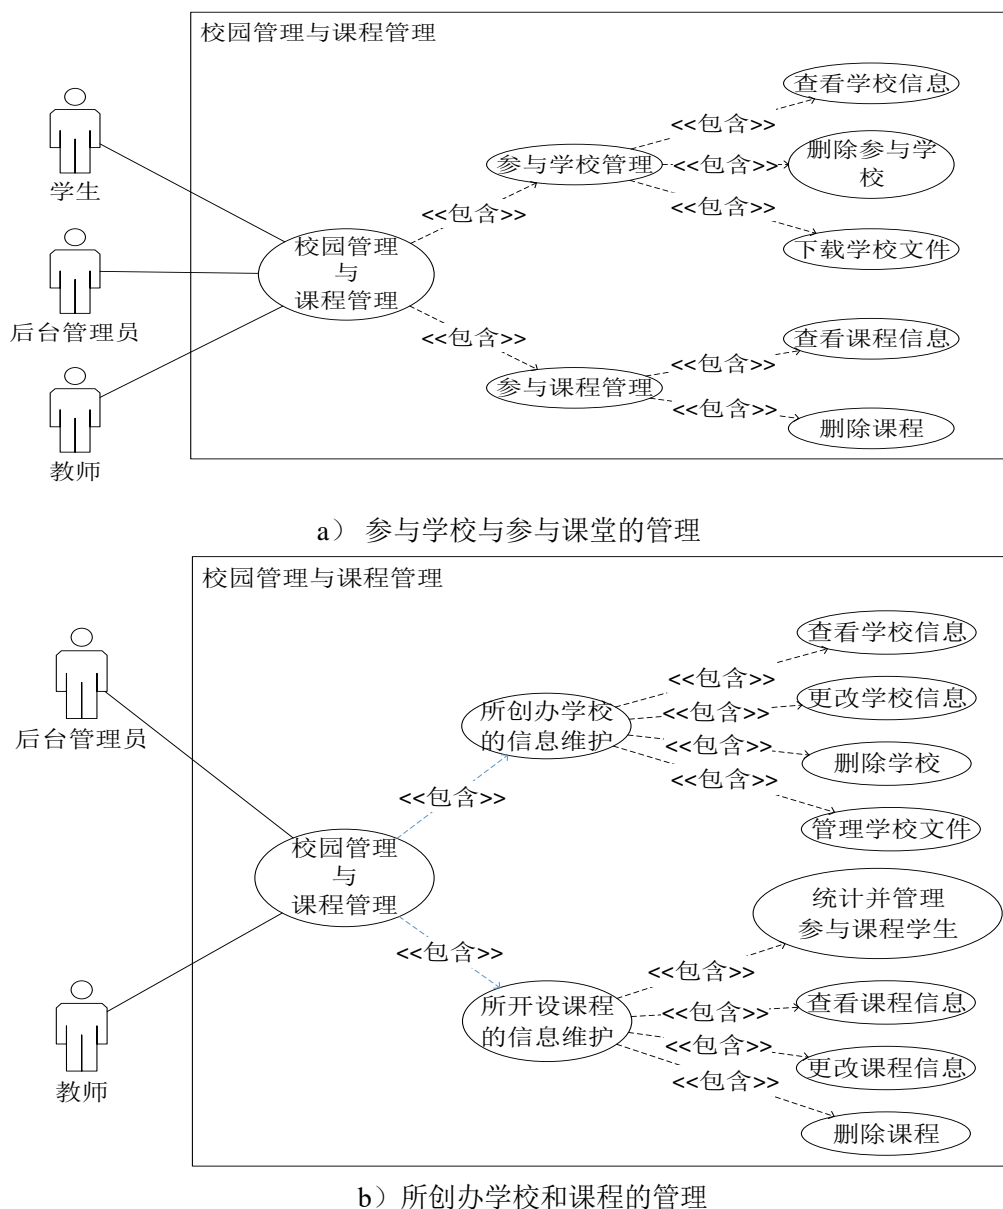 校园管理与课程管理
查看学校信息
<<包含>>
学生
参与学校管理
<<包含>>
删除参与学
校
<<包含>>
<<包含>>
下载学校文件
校园管理
与
课程管理
后台管理员
<<包含>>
查看课程信息
<<包含>>
参与课程管理
<<包含>>
删除课程
教师
a） 参与学校与参与课堂的管理
校园管理与课程管理
查看学校信息
<<包含>>
后台管理员
所创办学校
的信息维护
<<包含>>
更改学校信息
<<包含>>
删除学校
<<包含>>
<<包含>>
管理学校文件
校园管理
与
课程管理
统计并管理
参与课程学生
<<包含>>
<<包含>>
所开设课程
的信息维护
<<包含>>
查看课程信息
<<包含>>
更改课程信息
<<包含>>
教师
删除课程
b）所创办学校和课程的管理